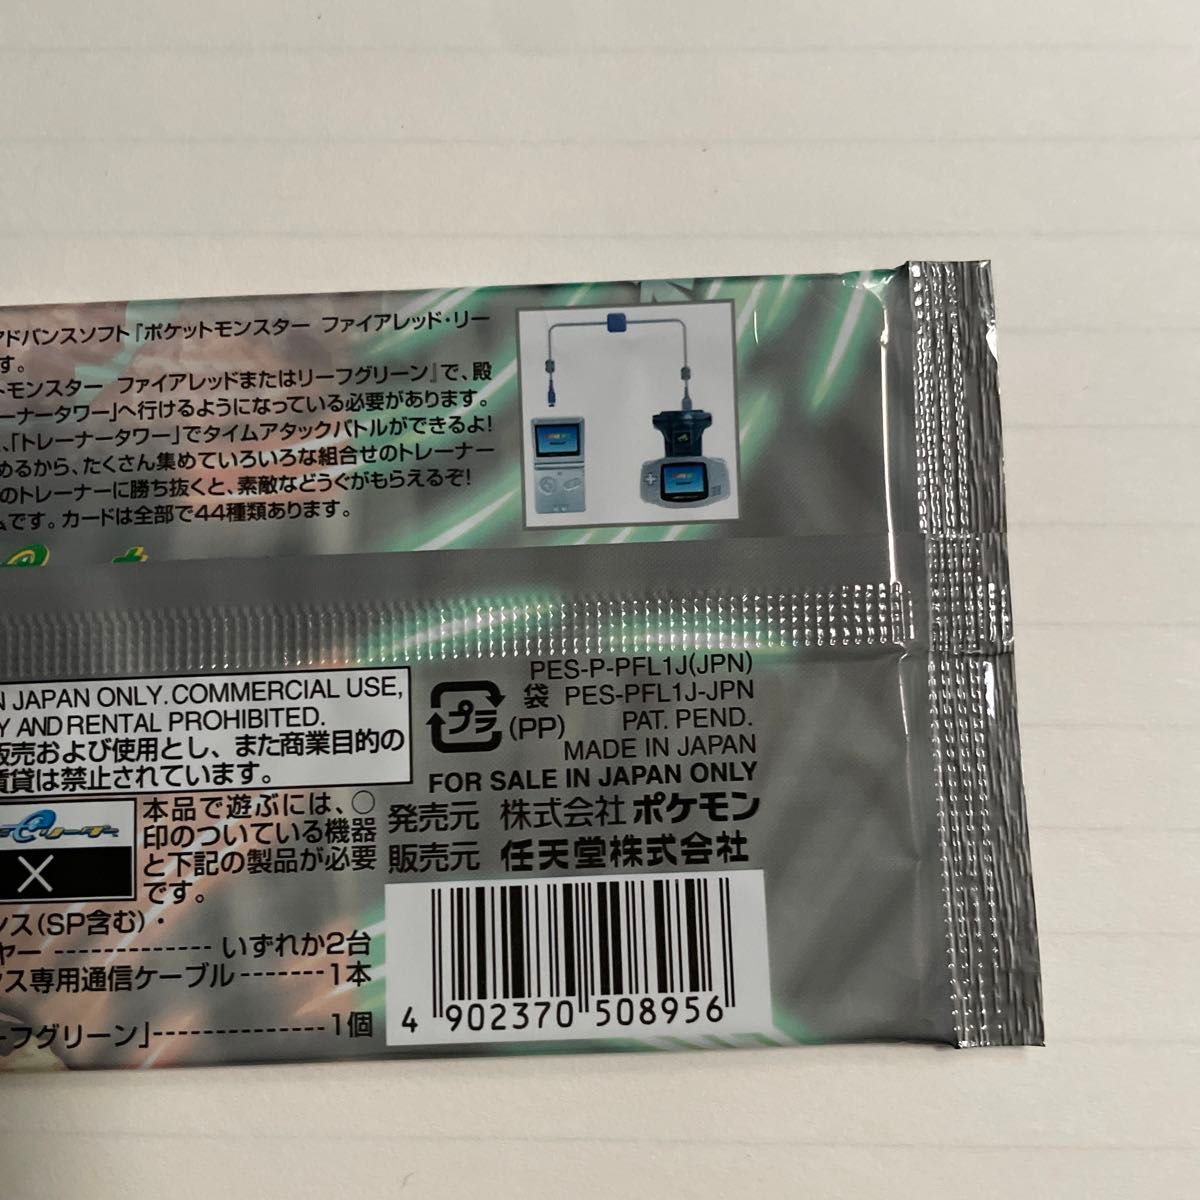 アドバンスソフト『ポケットモンスター ファイアレッド・リー
す。
トモンスター ファイアレッドまたはリーフグリーン』で、殿
ーナータワー」へ行けるようになっている必要があります。
、「トレーナータワー」でタイムアタックバトルができるよ!
めるから、たくさん集めていろいろな組合せのトレーナー
のトレーナーに勝ち抜くと、素敵などうぐがもらえるぞ!
ムです。カードは全部で44種類あります。
N JAPAN ONLY. COMMERCIAL USE,
Y AND RENTAL PROHIBITED.
販売および使用とし、また商業目的の
賃貸は禁止されています。
プラ
袋
(PP)
PES-P-PFL1J(JPN)
PES-PFL1J-JPN
PAT. PEND.
MADE IN JAPAN
FOR SALE IN JAPAN ONLY
発売元 株式会社 ポケモン
販売元 任天堂株式会社
eリーダー
×
本品で遊ぶには、○
印のついている機器
と下記の製品が必要
です。
ンス(SP含む)・
ヤー ------------- いずれか2台
ンス専用通信ケーブル -------1本
ーフグリーン」--------------1個
4 902370 508956